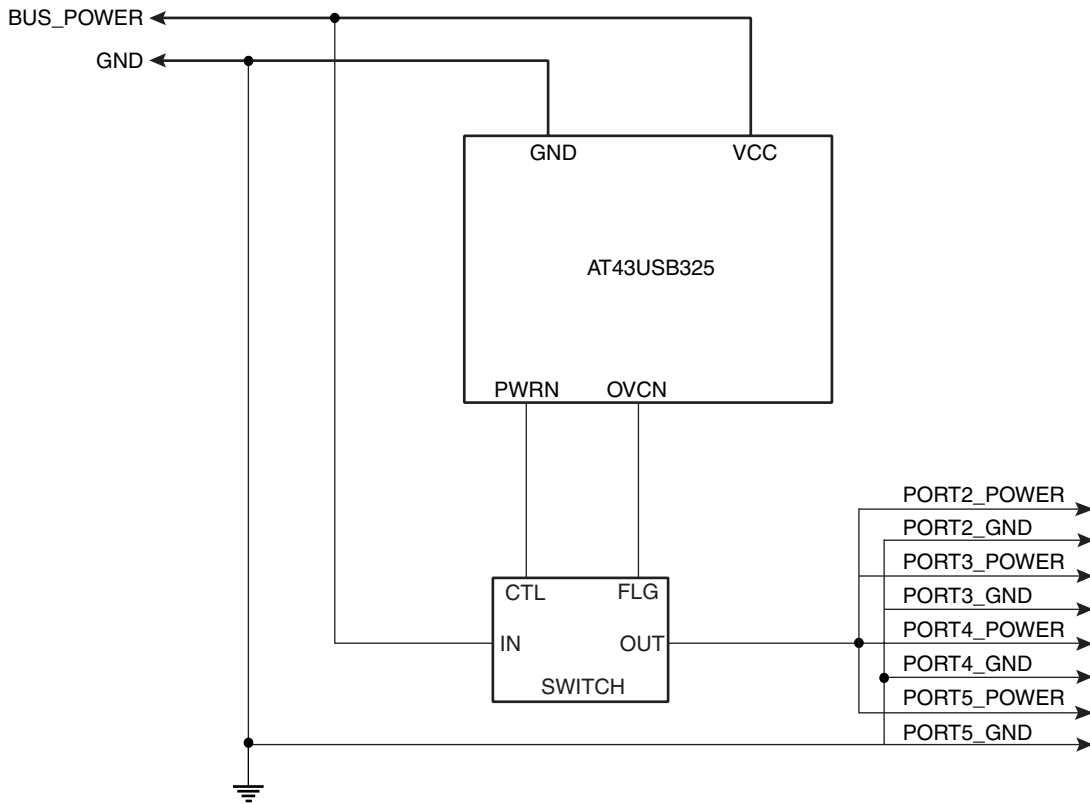 BUS_POWER
GND
GND VCC
AT43USB325
PWRN OVCN
PORT2_POWER
PORT2_GND
PORT3_POWER
CTL FLG
PORT3_GND
PORT4_POWER
IN OUT
PORT4_GND
SWITCH
PORT5_POWER
PORT5_GND